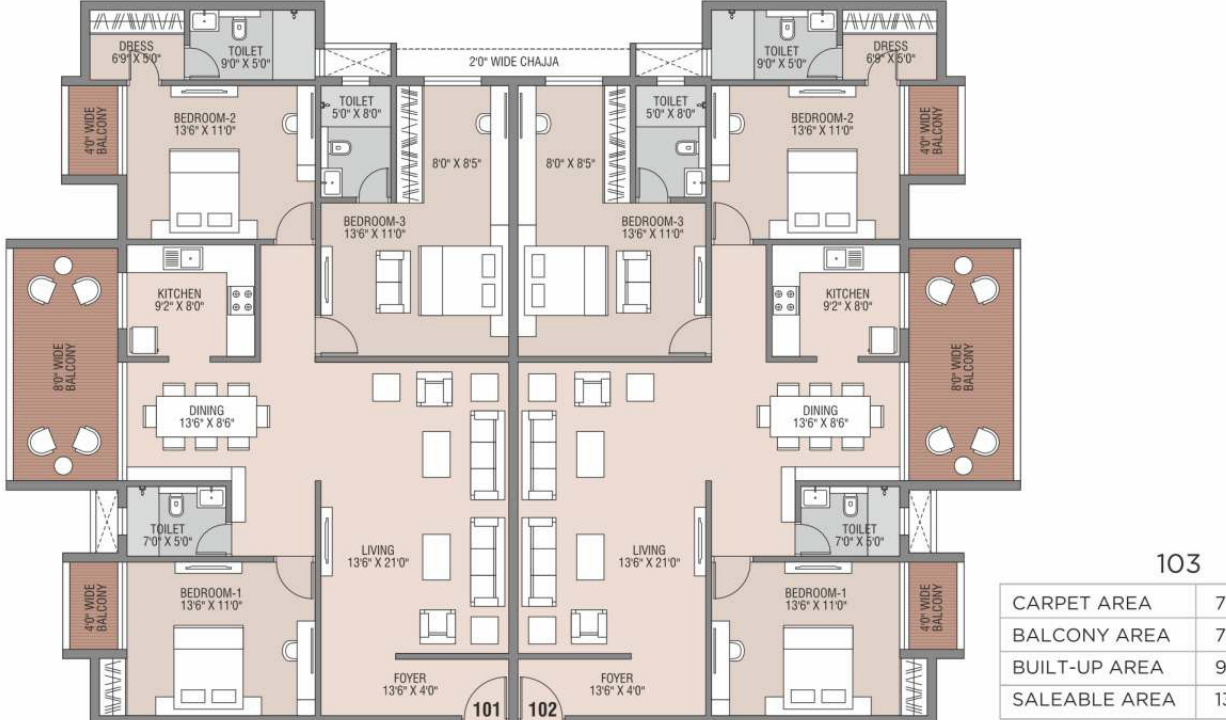 DRESS
6'9" X 5'0"
TOILET
9'0" X 5'0"
2'0" WIDE CHAJJA
TOILET
9'0" X 5'0"
DRESS
6'9" X 5'0"
4'0" WIDE
BALCONY
BEDROOM-2
13'6" X 11'0"
TOILET
5'0" X 8'0"
8'0" X 8'5"
8'0" X 8'5"
TOILET
5'0" X 8'0"
BEDROOM-2
13'6" X 11'0"
4'0" WIDE
BALCONY
BEDROOM-3
13'6" X 11'0"
BEDROOM-3
13'6" X 11'0"
8'0" WIDE
BALCONY
KITCHEN
9'2" X 8'0"
KITCHEN
9'2" X 8'0"
8'0" WIDE
BALCONY
DINING
13'6" X 8'6"
DINING
13'6" X 8'6"
TOILET
7'0" X 5'0"
LIVING
13'6" X 21'0"
LIVING
13'6" X 21'0"
TOILET
7'0" X 5'0"
4'0" WIDE
BALCONY
BEDROOM-1
13'6" X 11'0"
BEDROOM-1
13'6" X 11'0"
4'0" WIDE
BALCONY
FOYER
13'6" X 4'0"
FOYER
13'6" X 4'0"
101
102
103
CARPET AREA
BALCONY AREA
BUILT-UP AREA
SALEABLE AREA